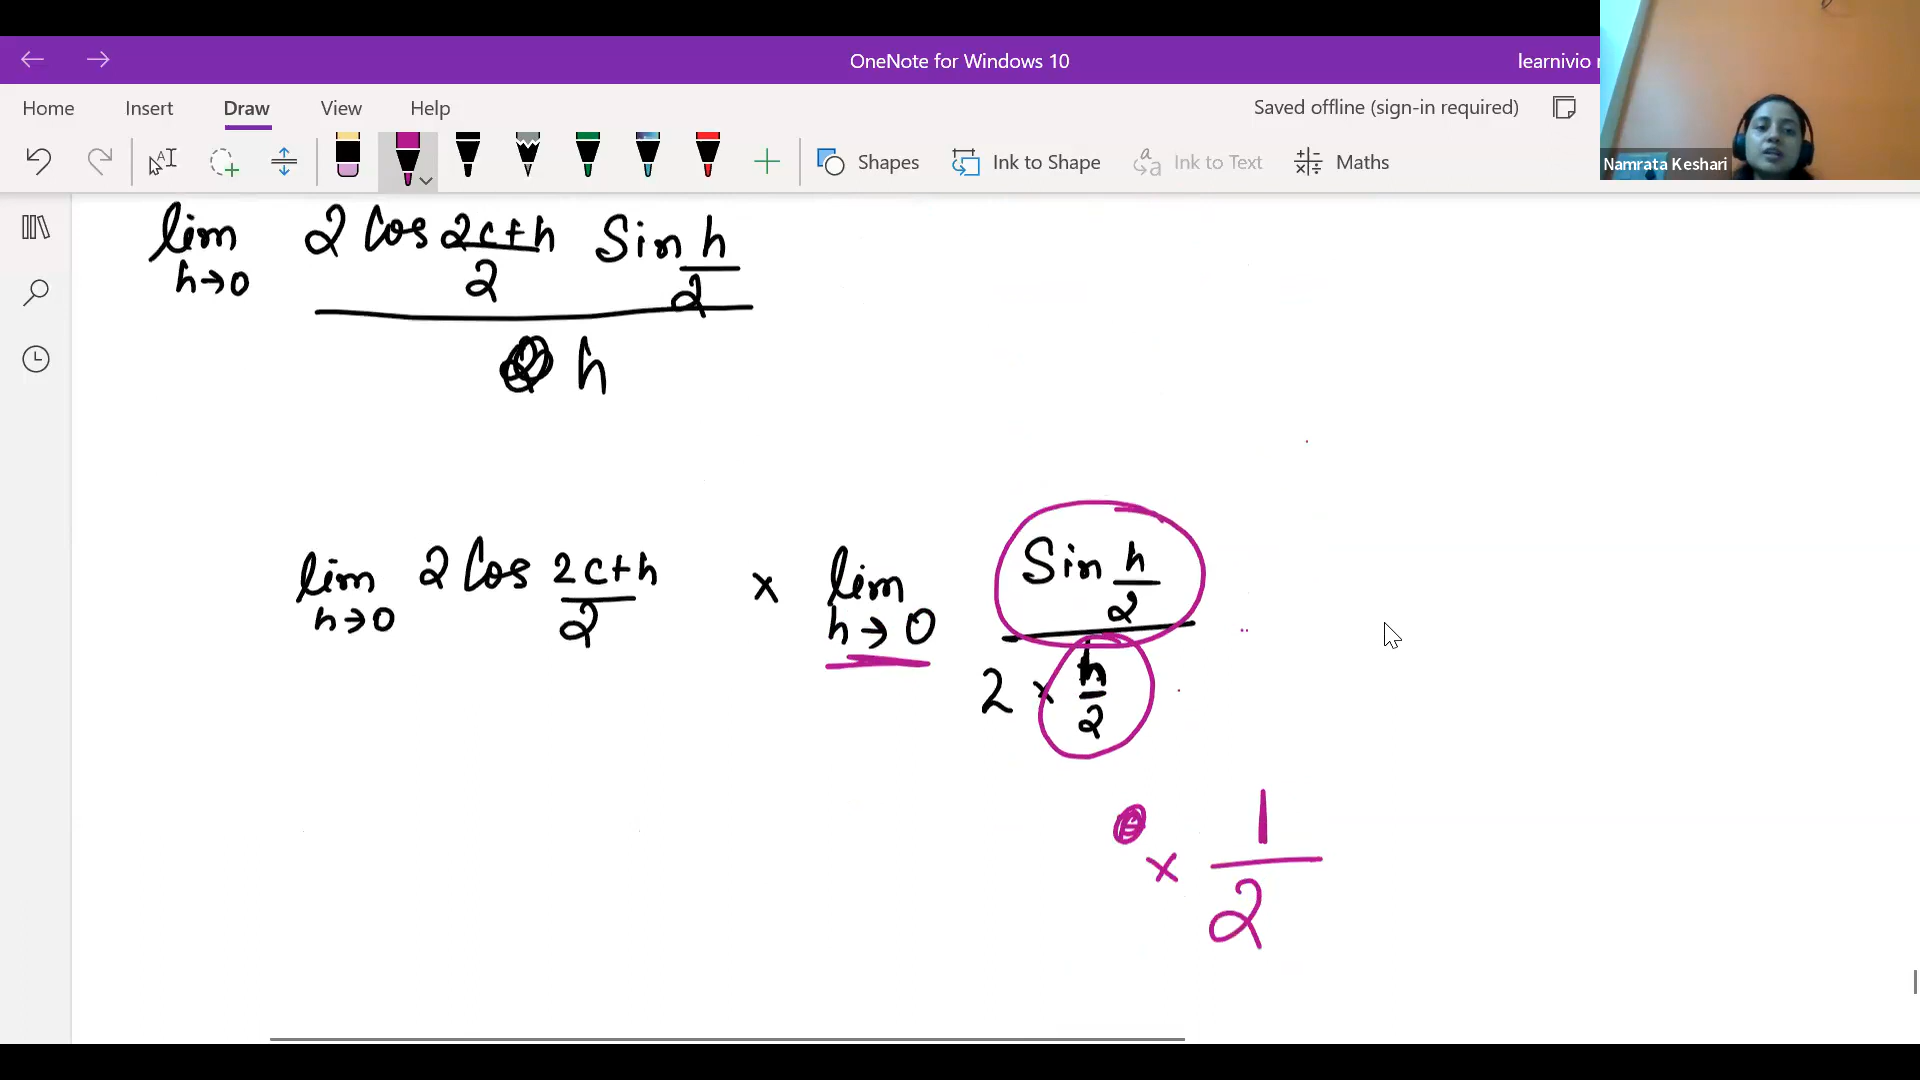 OneNote for Windows 10
learnivio
Home Insert Draw View Help
Saved offline (sign-in required)
Shapes Ink to Shape Ink to Text Maths
Namrata Keshari
lim 2 Cos 2c+h Sin h
h→0 2 2
h
lim 2 Cos 2c+h × lim Sin h
h→0 2 h→0 2
2 × h
2
1
×
2